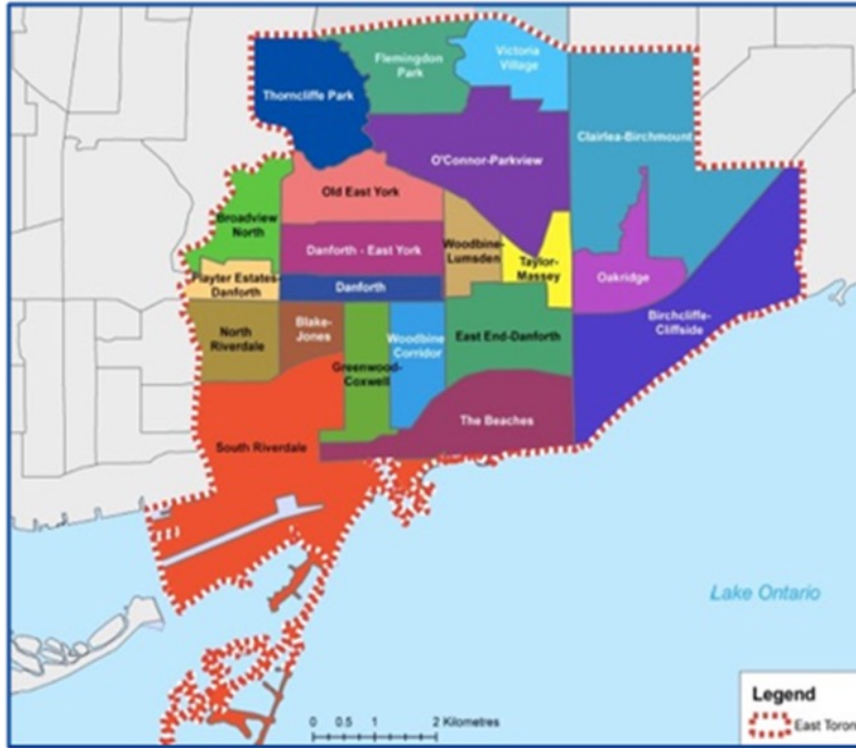 Flemingdon
Park
Victoria
Village
Thorncliffe Park
Clairlea-Birchmount
O'Connor-Parkview
Old East York
Broadview
North
Danforth - East York
Woodbine-
Lumsden
Taylor-
Massey
Oakridge
Playter Estates-
Danforth
Danforth
Birchcliffe-
Cliffside
North
Riverdale
Blake-
Jones
Woodbine
Corridor
East End-Danforth
Greenwood-
Coxwell
The Beaches
South Riverdale
Lake Ontario
Legend
East Toron
0 0.5 1 2 Kilometres